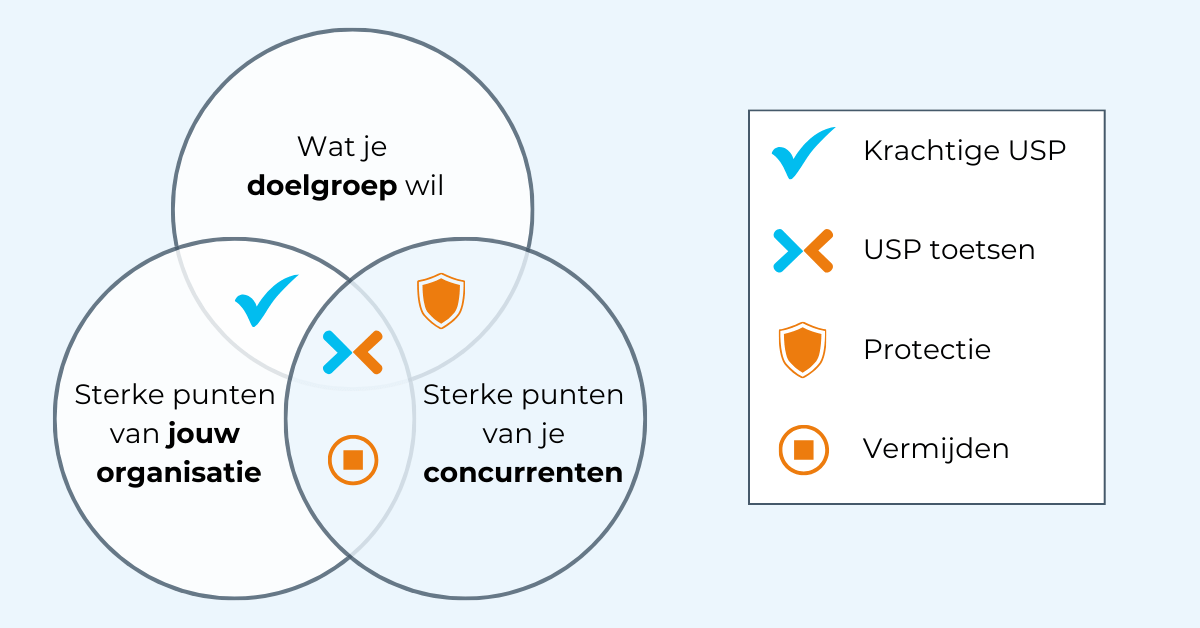 Wat je
doelgroep wil
Sterke punten
van jouw
organisatie
Sterke punten
van je
concurrenten
Krachtige USP
USP toetsen
Protectie
Vermijden